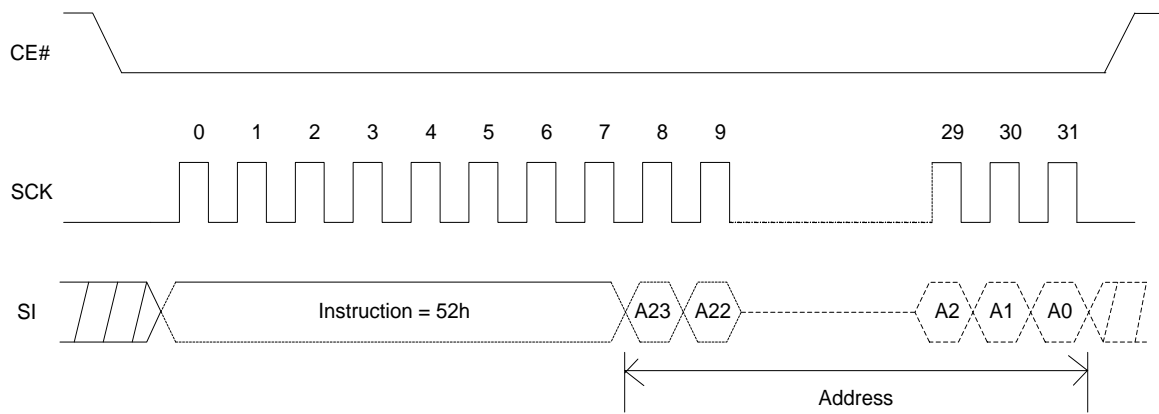 CE#
0 1 2 3 4 5 6 7 8 9 29 30 31
SCK
SI Instruction = 52h A23 A22 A2 A1 A0
Address